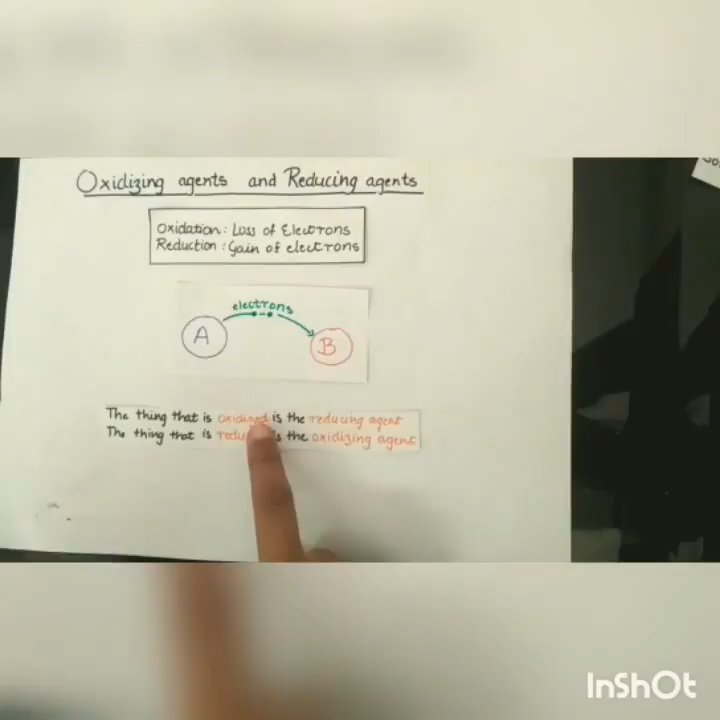 Oxidizing agents and Reducing agents
Oxidation: Loss of Electrons
Reduction: Gain of electrons
electrons
A
B
The thing that is oxidized is the reducing agent
The thing that is is the oxidizing agent
InShOt